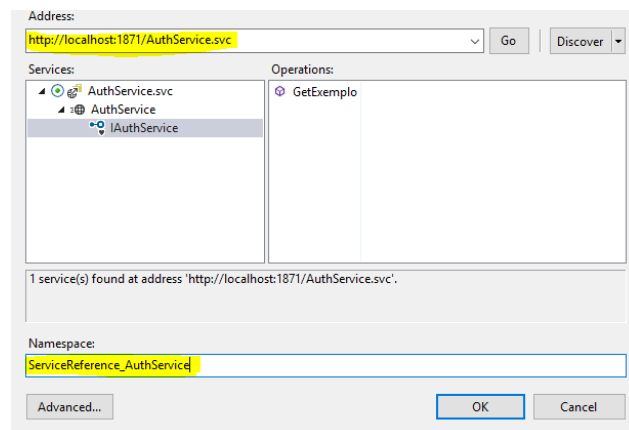 Address:
http://localhost:1871/AuthService.svc
Go
Discover
Services:
Operations:
AuthService.svc
AuthService
IAuthService
GetExemplo
1 service(s) found at address 'http://localhost:1871/AuthService.svc'.
Namespace:
ServiceReference_AuthService
Advanced...
OK
Cancel